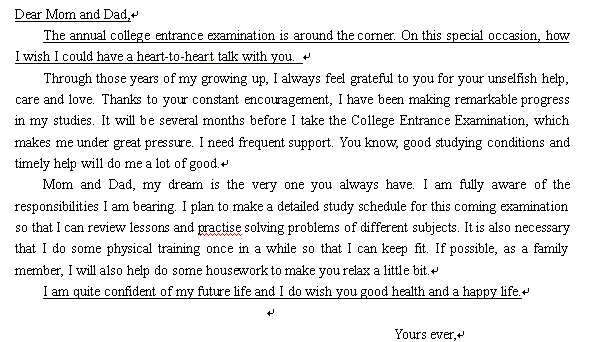 Dear Mom and Dad,
The annual college entrance examination is around the corner. On this special occasion, how
I wish I could have a heart-to-heart talk with you.
Through those years of my growing up, I always feel grateful to you for your unselfish help,
care and love. Thanks to your constant encouragement, I have been making remarkable progress
in my studies. It will be several months before I take the College Entrance Examination, which
makes me under great pressure. I need frequent support. You know, good studying conditions and
timely help will do me a lot of good.
Mom and Dad, my dream is the very one you always have. I am fully aware of the
responsibilities I am bearing. I plan to make a detailed study schedule for this coming examination
so that I can review lessons and practise solving problems of different subjects. It is also necessary
that I do some physical training once in a while so that I can keep fit. If possible, as a family
member, I will also help do some housework to make you relax a little bit.
I am quite confident of my future life and I do wish you good health and a happy life.
Yours ever,